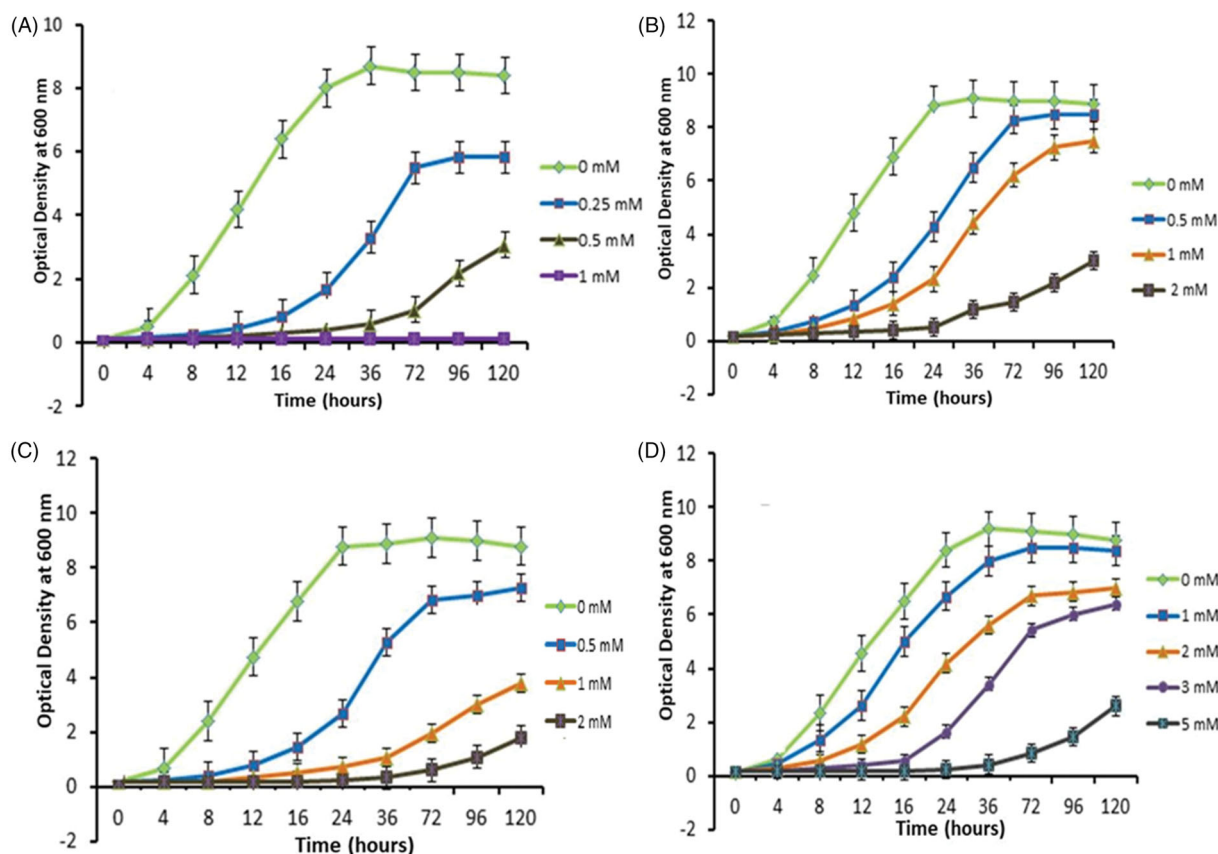 (A)
10
8
6
4
2
0
-2
Optical Density at 600 nm
0 4 8 12 16 24 36 72 96 120
Time (hours)
0 mM
0.25 mM
0.5 mM
1 mM
(B)
12
10
8
6
4
2
0
-2
Optical Density at 600 nm
0 4 8 12 16 24 36 72 96 120
Time (hours)
0 mM
0.5 mM
1 mM
2 mM
(C)
12
10
8
6
4
2
0
-2
Optical Density at 600 nm
0 4 8 12 16 24 36 72 96 120
Time (hours)
0 mM
0.5 mM
1 mM
2 mM
(D)
12
10
8
6
4
2
0
-2
Optical Density at 600 nm
0 4 8 12 16 24 36 72 96 120
Time (hours)
0 mM
1 mM
2 mM
3 mM
5 mM